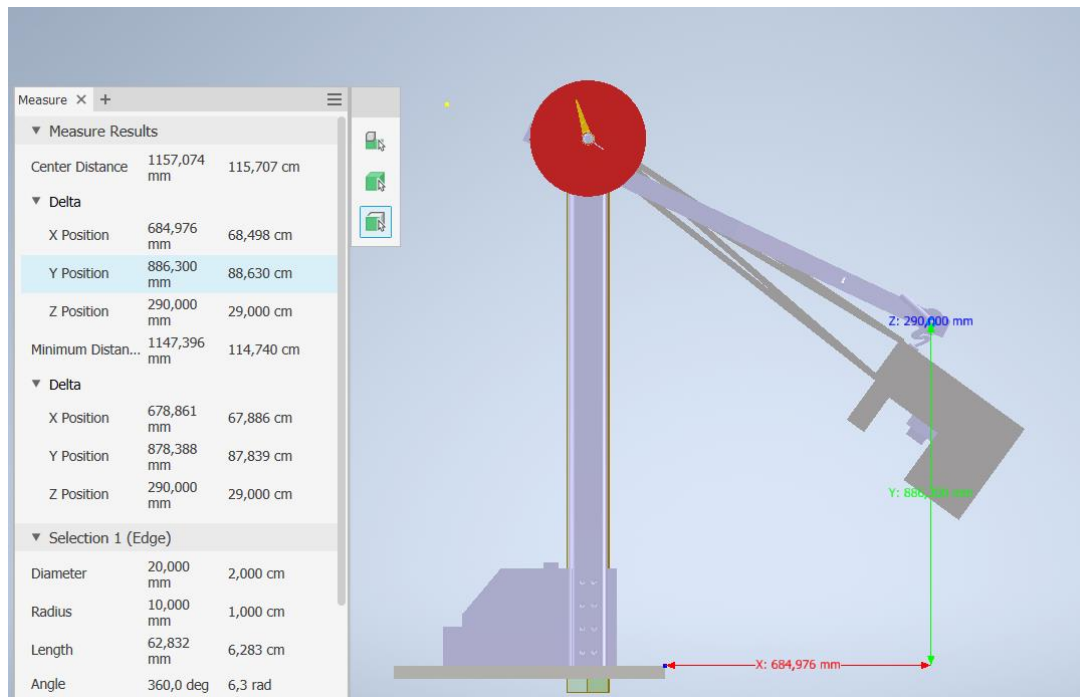 Measure
Measure Results
Center Distance 1157,074 mm 115,707 cm
Delta
X Position 684,976 mm 68,498 cm
Y Position 886,300 mm 88,630 cm
Z Position 290,000 mm 29,000 cm
Minimum Distan... 1147,396 mm 114,740 cm
Delta
X Position 678,861 mm 67,886 cm
Y Position 878,388 mm 87,839 cm
Z Position 290,000 mm 29,000 cm
Selection 1 (Edge)
Diameter 20,000 mm 2,000 cm
Radius 10,000 mm 1,000 cm
Length 62,832 mm 6,283 cm
Angle 360,0 deg 6,3 rad
Z: 290,000 mm
Y: 886,300 mm
X: 684,976 mm